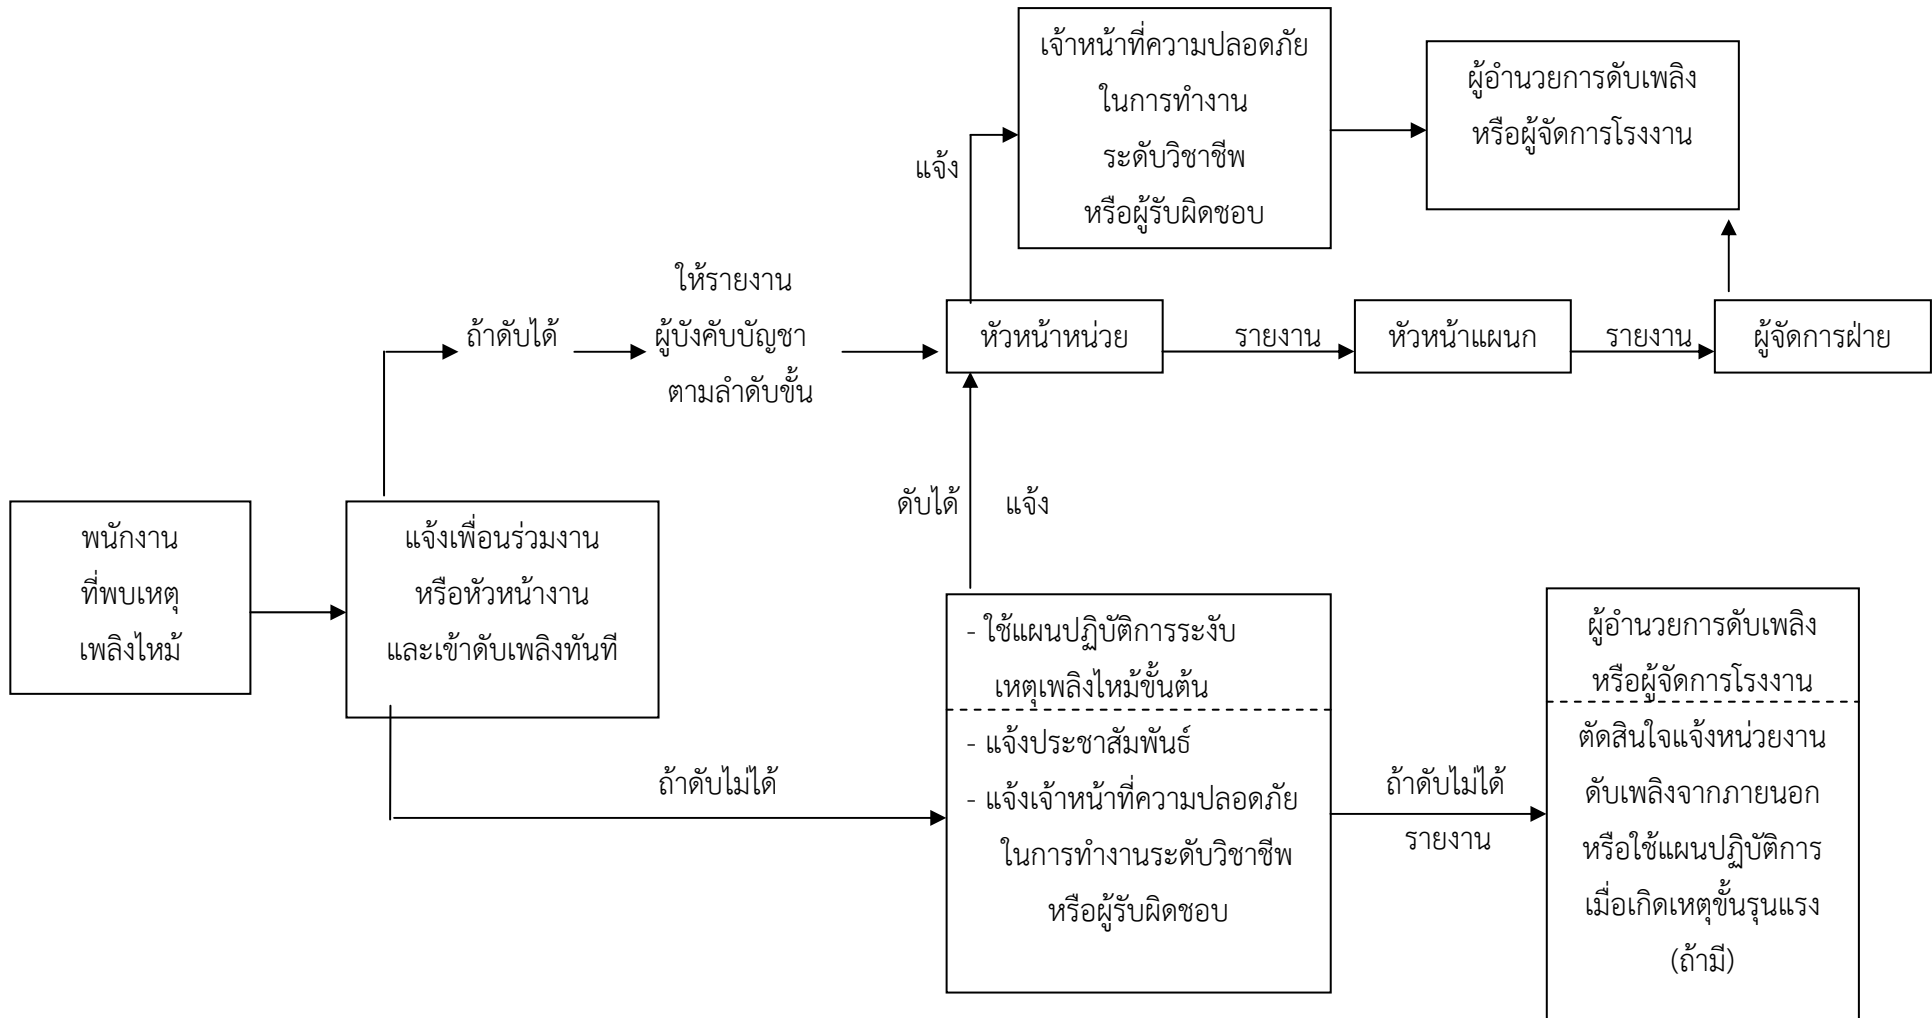 เจ้าหน้าที่ความปลอดภัย
ในการทำงาน
ระดับวิชาชีพ
หรือผู้รับผิดชอบ
ผู้อำนวยการดับเพลิง
หรือผู้จัดการโรงงาน
แจ้ง
ถ้าดับได้
ให้รายงาน
ผู้บังคับบัญชา
ตามลำดับขั้น
หัวหน้าหน่วย
รายงาน
หัวหน้าแผนก
รายงาน
ผู้จัดการฝ่าย
ดับได้
แจ้ง
พนักงาน
ที่พบเหตุ
เพลิงไหม้
แจ้งเพื่อนร่วมงาน
หรือหัวหน้างาน
และเข้าดับเพลิงทันที
ถ้าดับไม่ได้
- ใช้แผนปฏิบัติการระงับ
เหตุเพลิงไหม้ขั้นต้น
- แจ้งประชาสัมพันธ์
- แจ้งเจ้าหน้าที่ความปลอดภัย
ในการทำงานระดับวิชาชีพ
หรือผู้รับผิดชอบ
ถ้าดับไม่ได้
รายงาน
ผู้อำนวยการดับเพลิง
หรือผู้จัดการโรงงาน
ตัดสินใจแจ้งหน่วยงาน
ดับเพลิงจากภายนอก
หรือใช้แผนปฏิบัติการ
เมื่อเกิดเหตุขั้นรุนแรง
(ถ้ามี)